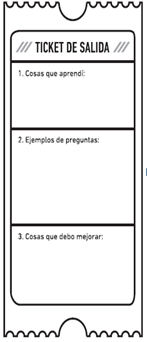 /// TICKET DE SALIDA ///
1. Cosas que aprendí:
2. Ejemplos de preguntas:
3. Cosas que debo mejorar: